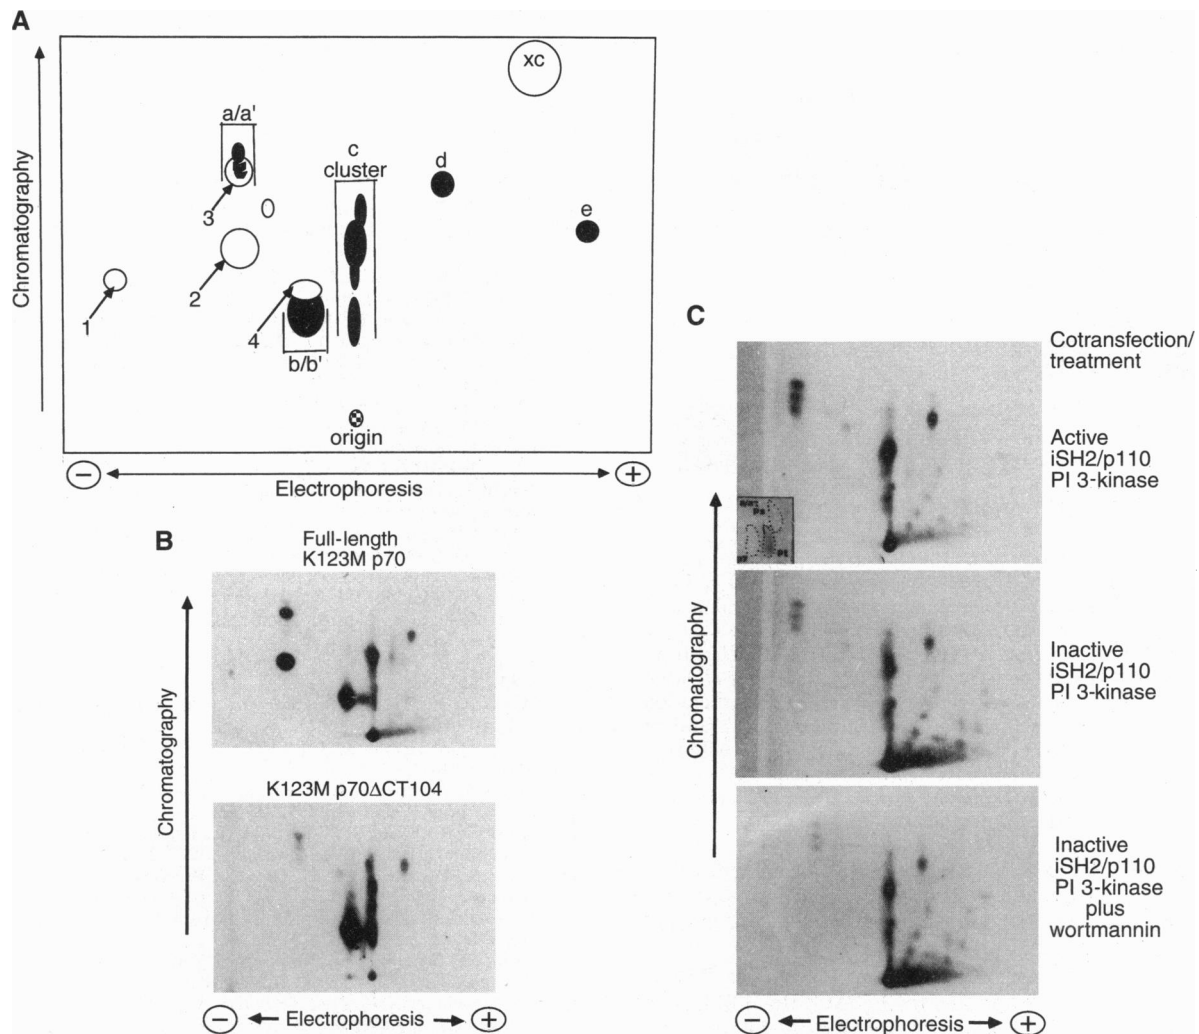 A
xc
a/a'
c
cluster
d
3
e
2
1
4
b/b'
origin
Chromatography
− Electrophoresis +
B
Full-length
K123M p70
Chromatography
K123M p70ΔCT104
− Electrophoresis +
C
Cotransfection/
treatment
Active
iSH2/p110
PI 3-kinase
Chromatography
Inactive
iSH2/p110
PI 3-kinase
Inactive
iSH2/p110
PI 3-kinase
plus
wortmannin
− Electrophoresis +